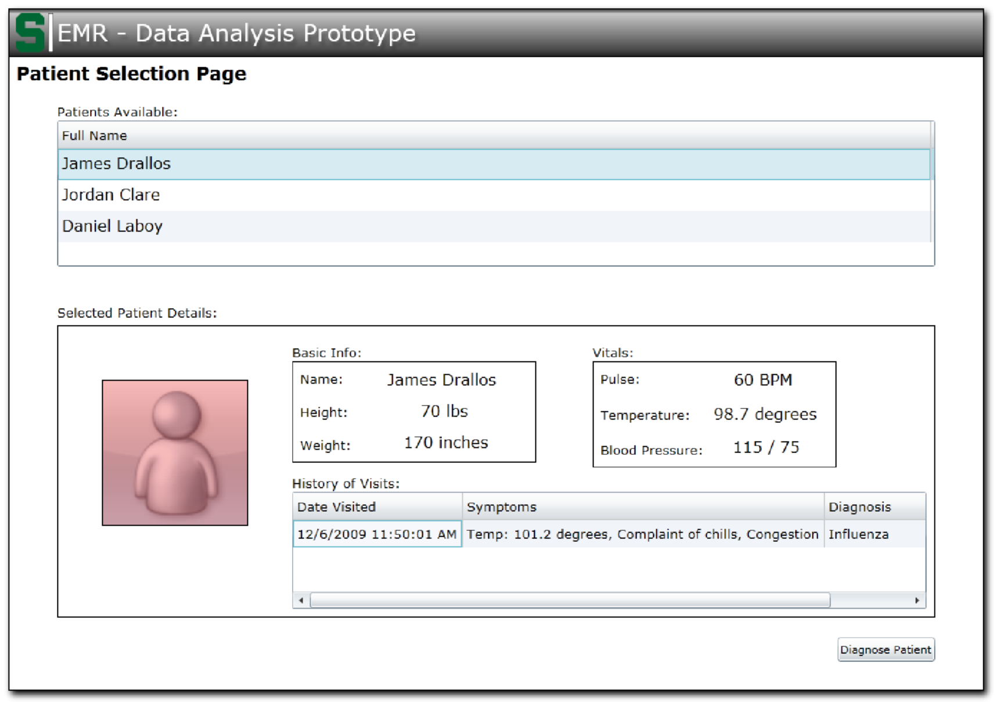 S EMR - Data Analysis Prototype
Patient Selection Page
Patients Available:
Full Name
James Drallos
Jordan Clare
Daniel Laboy
Selected Patient Details:
Basic Info:
Name: James Drallos
Height: 70 lbs
Weight: 170 inches
Vitals:
Pulse: 60 BPM
Temperature: 98.7 degrees
Blood Pressure: 115 / 75
History of Visits:
Date Visited Symptoms Diagnosis
12/6/2009 11:50:01 AM Temp: 101.2 degrees, Complaint of chills, Congestion Influenza
Diagnose Patient